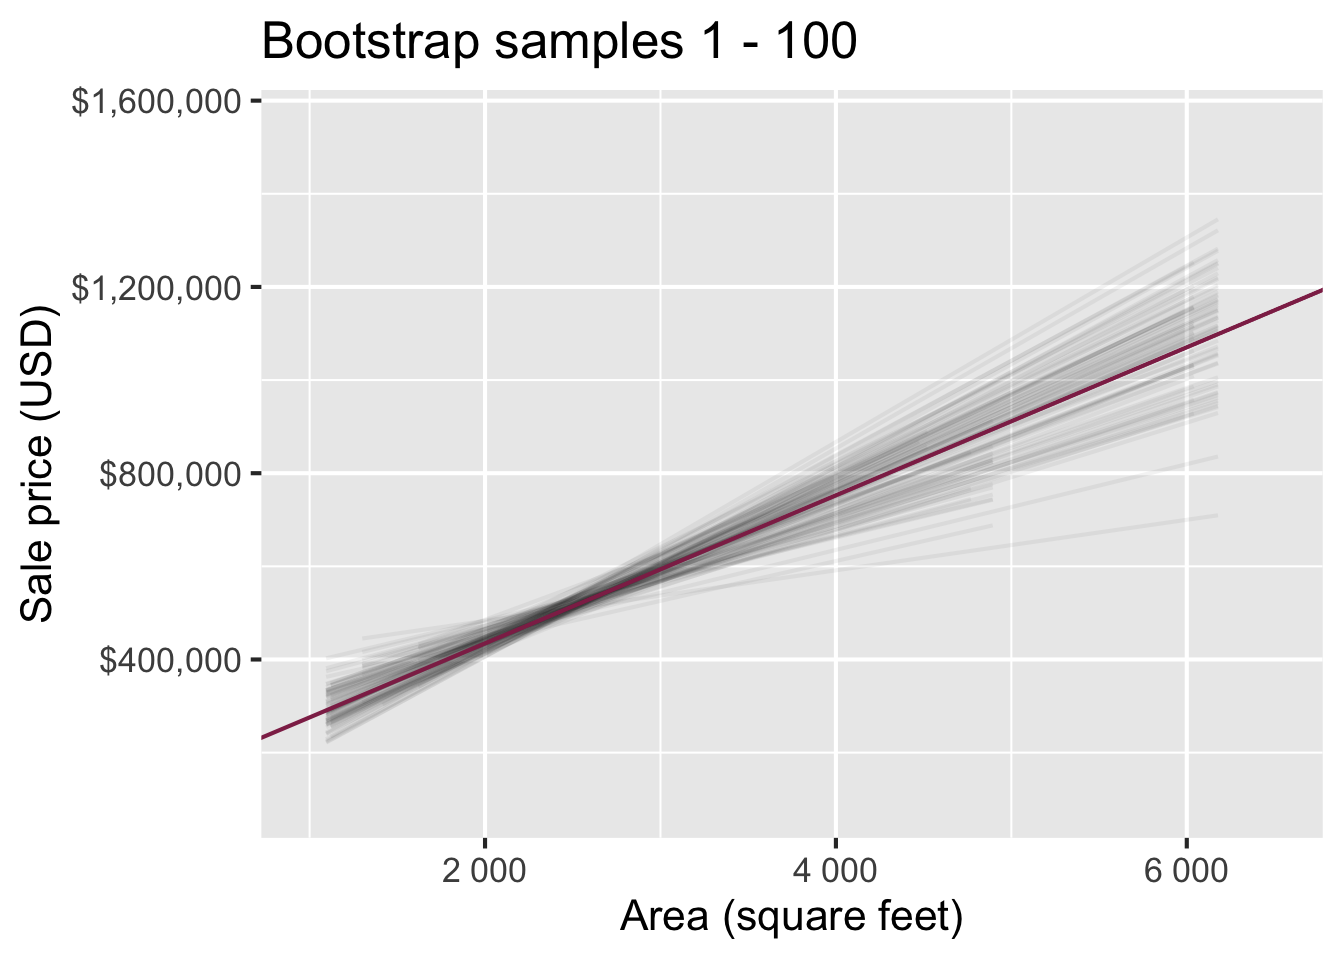 Bootstrap samples 1 - 100
$1,600,000
$1,200,000
$800,000
$400,000
Sale price (USD)
2 000
4 000
6 000
Area (square feet)